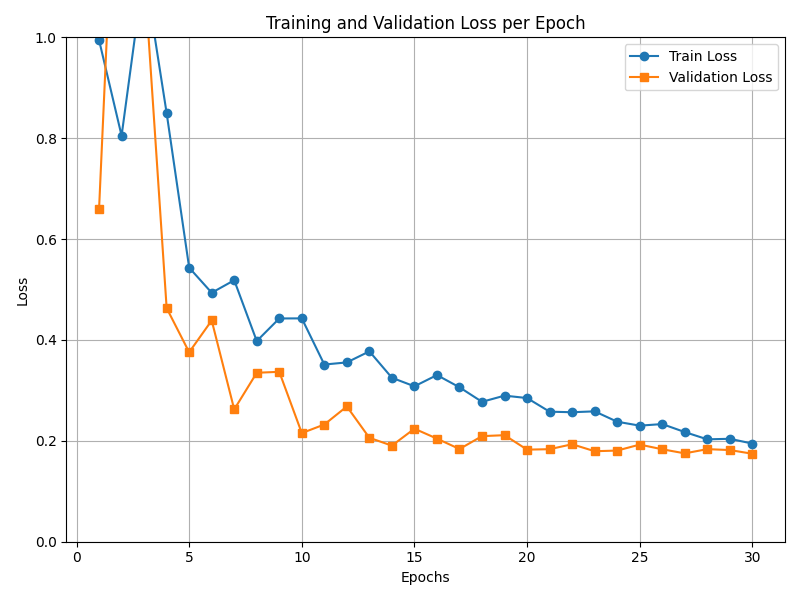 Training and Validation Loss per Epoch
Train Loss
Validation Loss
Loss
1.0
0.8
0.6
0.4
0.2
0.0
0 5 10 15 20 25 30
Epochs